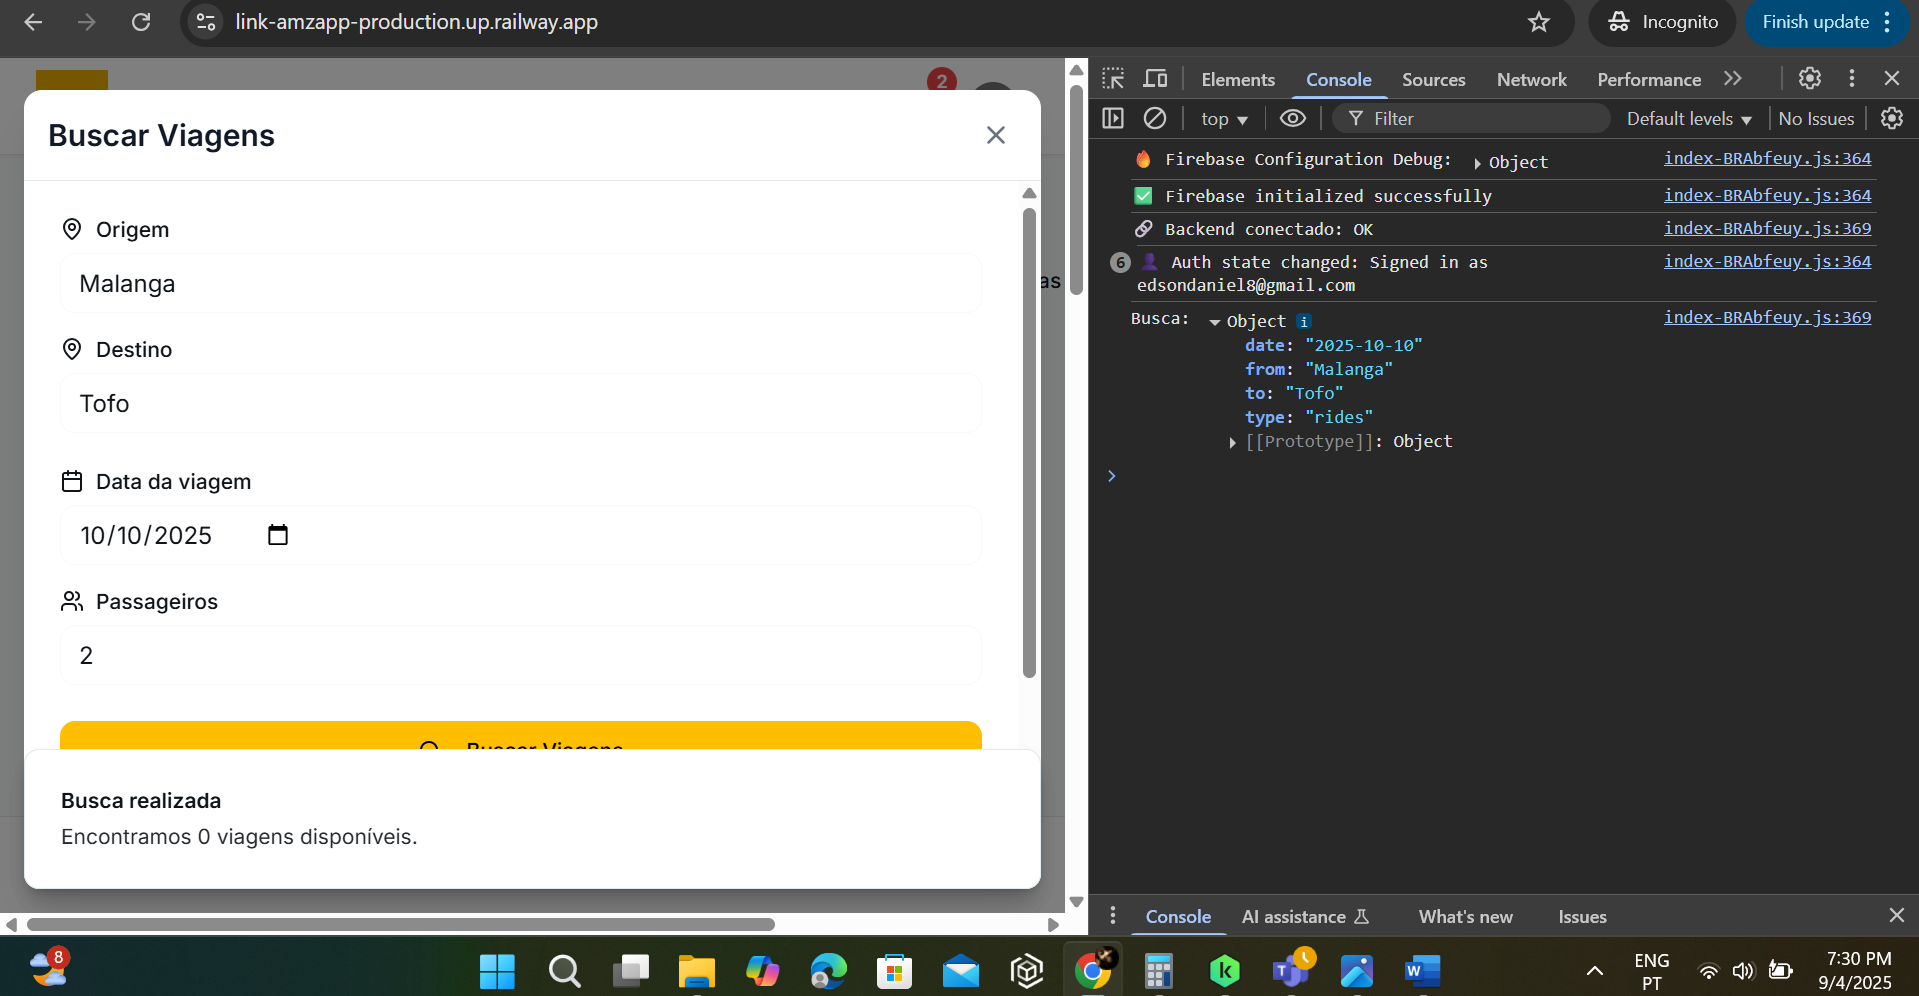 link-amzapp-production.up.railway.app
Incognito
Finish update
2
Buscar Viagens
Origem
Malanga
as
Destino
Tofo
Data da viagem
10/10/2025
Passageiros
2
Buscar Viagens
Busca realizada
Encontramos 0 viagens disponíveis.
Elements
Console
Sources
Network
Performance
top
Filter
Default levels
No Issues
Firebase Configuration Debug: Object index-BRAbfeuy.js:364
Firebase initialized successfully index-BRAbfeuy.js:364
Backend conectado: OK index-BRAbfeuy.js:369
6 Auth state changed: Signed in as index-BRAbfeuy.js:364
edsondaniel8@gmail.com
Busca: Object i index-BRAbfeuy.js:369
date: "2025-10-10"
from: "Malanga"
to: "Tofo"
type: "rides"
[[Prototype]]: Object
Console
AI assistance
What's new
Issues
8
ENG
PT
7:30 PM
9/4/2025